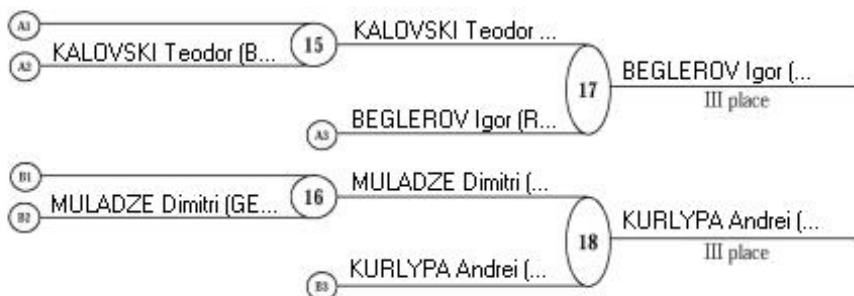 A1
KALOVSKI Teodor ...
15
A2
KALOVSKI Teodor (B...
BEGLEROV Igor (...
17
III place
A3
BEGLEROV Igor (R...
B1
MULADZE Dimitri (...
16
B2
MULADZE Dimitri (GE...
KURLYPA Andrei (...
18
III place
B3
KURLYPA Andrei (...